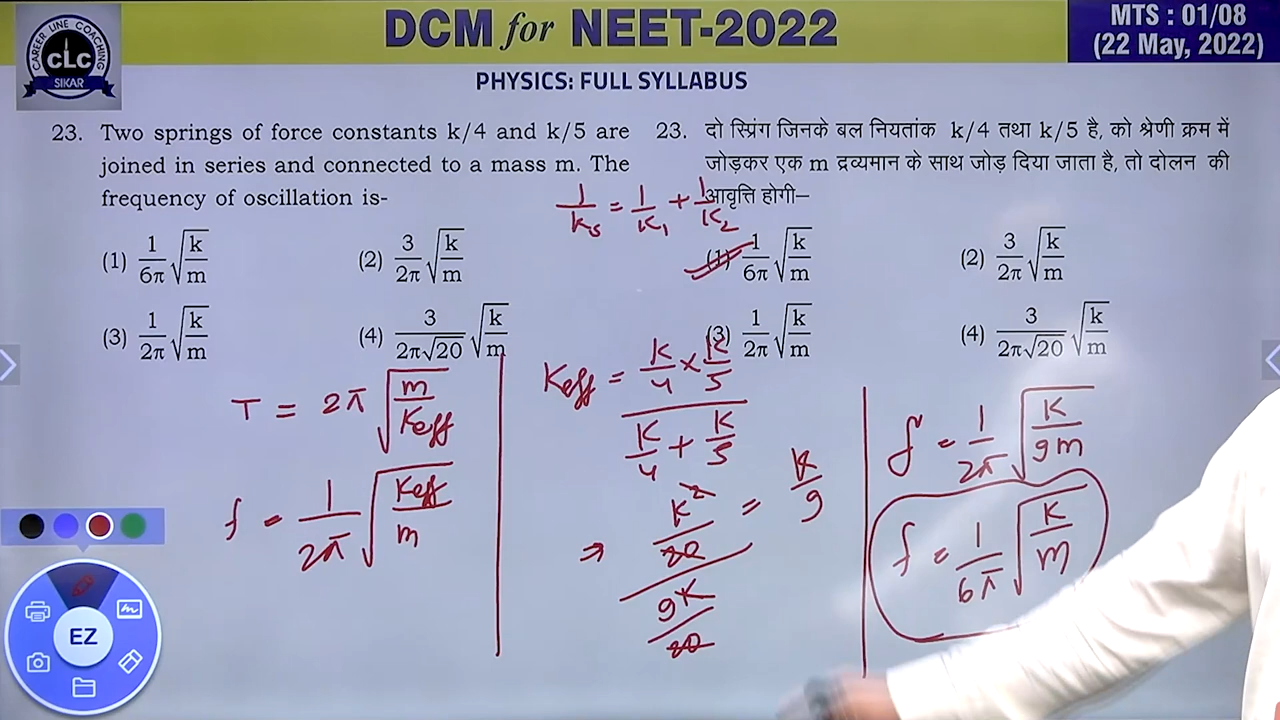 DCM for NEET-2022
MTS : 01/08
(22 May, 2022)
CAREER LINE COACHING
CLC
SIKAR
PHYSICS: FULL SYLLABUS
23. Two springs of force constants k/4 and k/5 are
joined in series and connected to a mass m. The
frequency of oscillation is-
(1) 1/6π √(k/m)
(2) 3/2π √(k/m)
(3) 1/2π √(k/m)
(4) 3/2π√20 √(k/m)
23. दो स्प्रिंग जिनके बल नियतांक k/4 तथा k/5 है, को श्रेणी क्रम में
जोड़कर एक m द्रव्यमान के साथ जोड़ दिया जाता है, तो दोलन की
आवृत्ति होगी–
(1) 1/6π √(k/m)
(2) 3/2π √(k/m)
(3) 1/2π √(k/m)
(4) 3/2π√20 √(k/m)
1/Ks = 1/K1 + 1/K2
T = 2π √(m/Keff)
f = 1/2π √(Keff/m)
Keff = (K/4 × K/5)/(K/4 + K/5)
⇒ (K²/20)/(9K/20) = K/9
f = 1/2π √(K/9m)
f = 1/6π √(K/m)
EZ